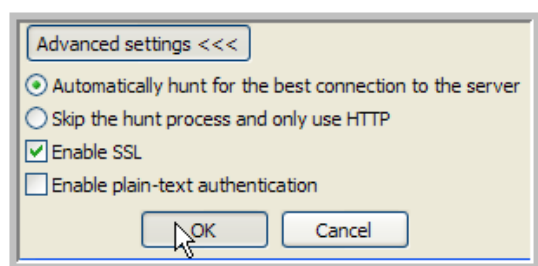 Advanced settings <<<
Automatically hunt for the best connection to the server
Skip the hunt process and only use HTTP
Enable SSL
Enable plain-text authentication
OK Cancel